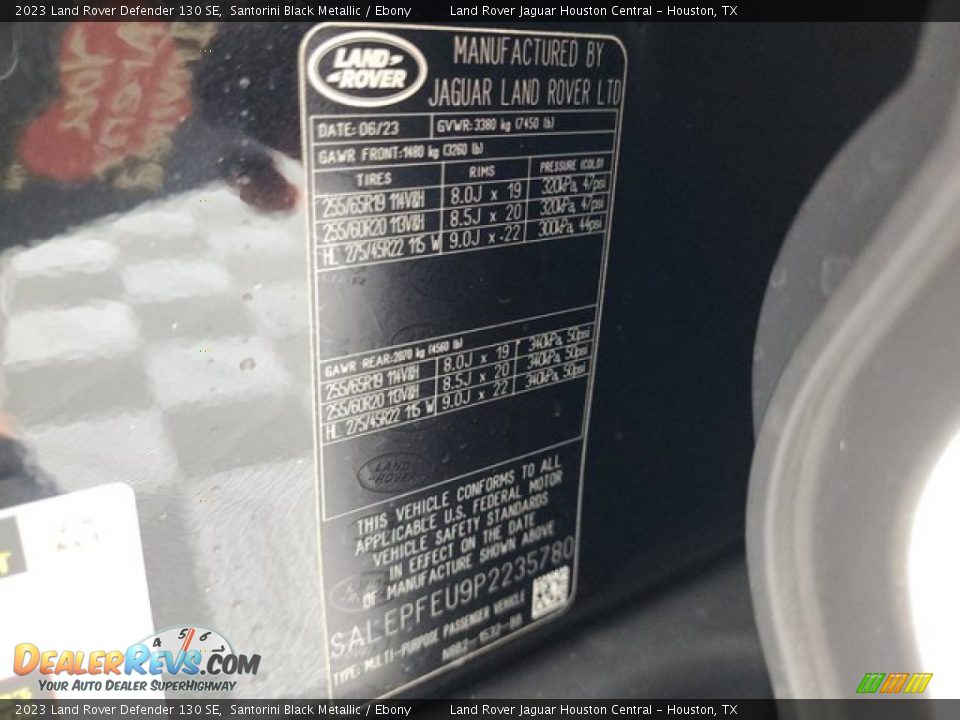 2023 Land Rover Defender 130 SE, Santorini Black Metallic / Ebony Land Rover Jaguar Houston Central - Houston, TX
LAND ROVER
MANUFACTURED BY
JAGUAR LAND ROVER LTD
DATE: 06/23 GVWR: 3380 kg (7450 lb)
GAWR FRONT: 1480 kg (3260 lb)
TIRES RIMS PRESSURE (COLD)
255/65R19 114V&H 8.0J x 19 320kPa, 47psi
255/60R20 113V&H 8.5J x 20 320kPa, 47psi
HL 275/45R22 115 W 9.0J x -22 300kPa, 44psi
GAWR REAR: 2070 kg (4560 lb)
255/65R19 114V&H 8.0J x 19 340kPa, 50psi
255/60R20 113V&H 8.5J x 20 340kPa, 50psi
HL 275/45R22 115 W 9.0J x 22 340kPa, 50psi
LAND ROVER
THIS VEHICLE CONFORMS TO ALL
APPLICABLE U.S. FEDERAL MOTOR
VEHICLE SAFETY STANDARDS
IN EFFECT ON THE DATE
OF MANUFACTURE SHOWN ABOVE
SALEPFEU9P2235780
TYPE: MULTI-PURPOSE PASSENGER VEHICLE
DEALERREVS.COM
4 5 6
YOUR AUTO DEALER SUPERHIGHWAY
2023 Land Rover Defender 130 SE, Santorini Black Metallic / Ebony Land Rover Jaguar Houston Central - Houston, TX